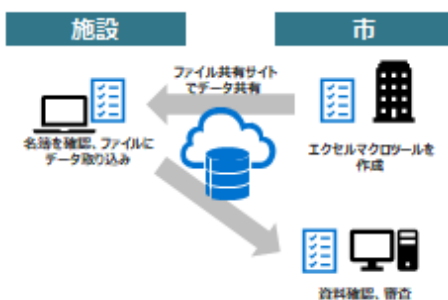 施設
市
ファイル共有サイト
でデータ共有
名簿を確認、ファイルに
データ取り込み
エクセルマクロツールを
作成
資料確認、審査